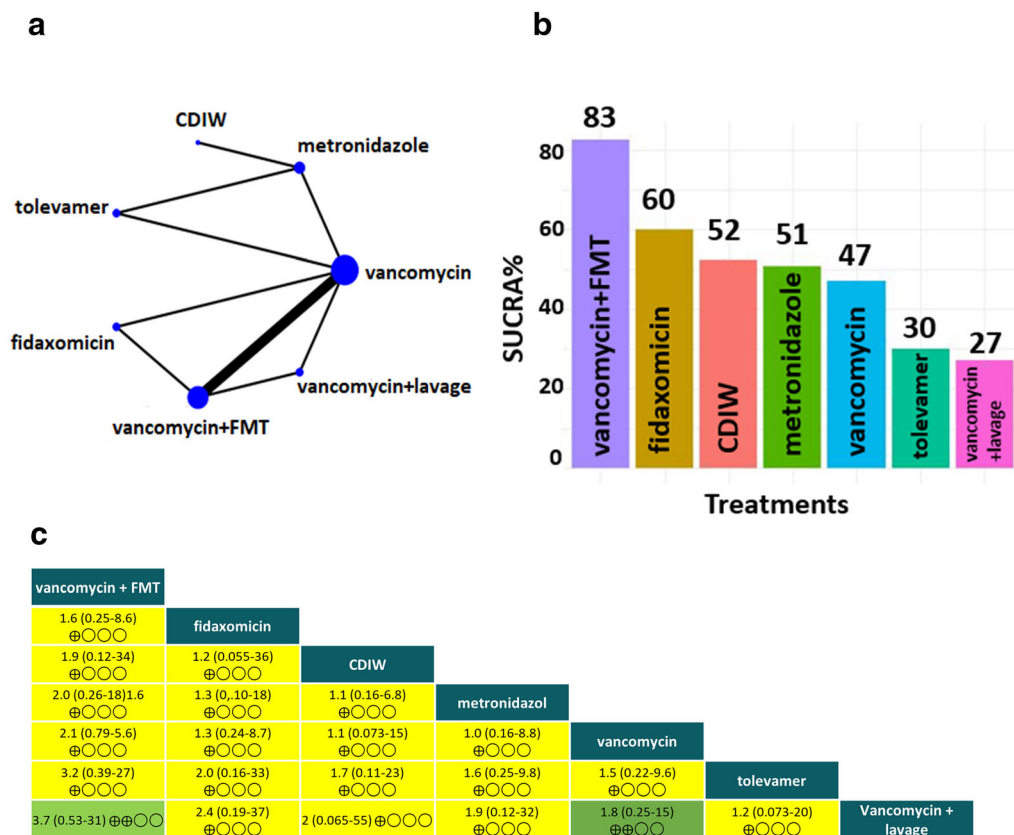 a
CDIW
metronidazole
tolevamer
vancomycin
fidaxomicin
vancomycin+lavage
vancomycin+FMT
b
SUCRA%
80
60
40
20
0
83
60
52
51
47
30
27
vancomycin+FMT
fidaxomicin
CDIW
metronidazole
vancomycin
tolevamer
vancomycin
+lavage
Treatments
c
vancomycin + FMT
1.6 (0.25-8.6)
⊕◯◯◯
fidaxomicin
1.9 (0.12-34)
⊕◯◯◯
1.2 (0.055-36)
⊕◯◯◯
CDIW
2.0 (0.26-18)1.6
⊕◯◯◯
1.3 (0,.10-18)
⊕◯◯◯
1.1 (0.16-6.8)
⊕◯◯◯
metronidazol
2.1 (0.79-5.6)
⊕◯◯◯
1.3 (0.24-8.7)
⊕◯◯◯
1.1 (0.073-15)
⊕◯◯◯
1.0 (0.16-8.8)
⊕◯◯◯
vancomycin
3.2 (0.39-27)
⊕◯◯◯
2.0 (0.16-33)
⊕◯◯◯
1.7 (0.11-23)
⊕◯◯◯
1.6 (0.25-9.8)
⊕◯◯◯
1.5 (0.22-9.6)
⊕◯◯◯
tolevamer
3.7 (0.53-31) ⊕⊕◯◯
2.4 (0.19-37)
⊕◯◯◯
2 (0.065-55) ⊕◯◯◯
1.9 (0.12-32)
⊕◯◯◯
1.8 (0.25-15)
⊕⊕◯◯
1.2 (0.073-20)
⊕◯◯◯
Vancomycin +
lavage